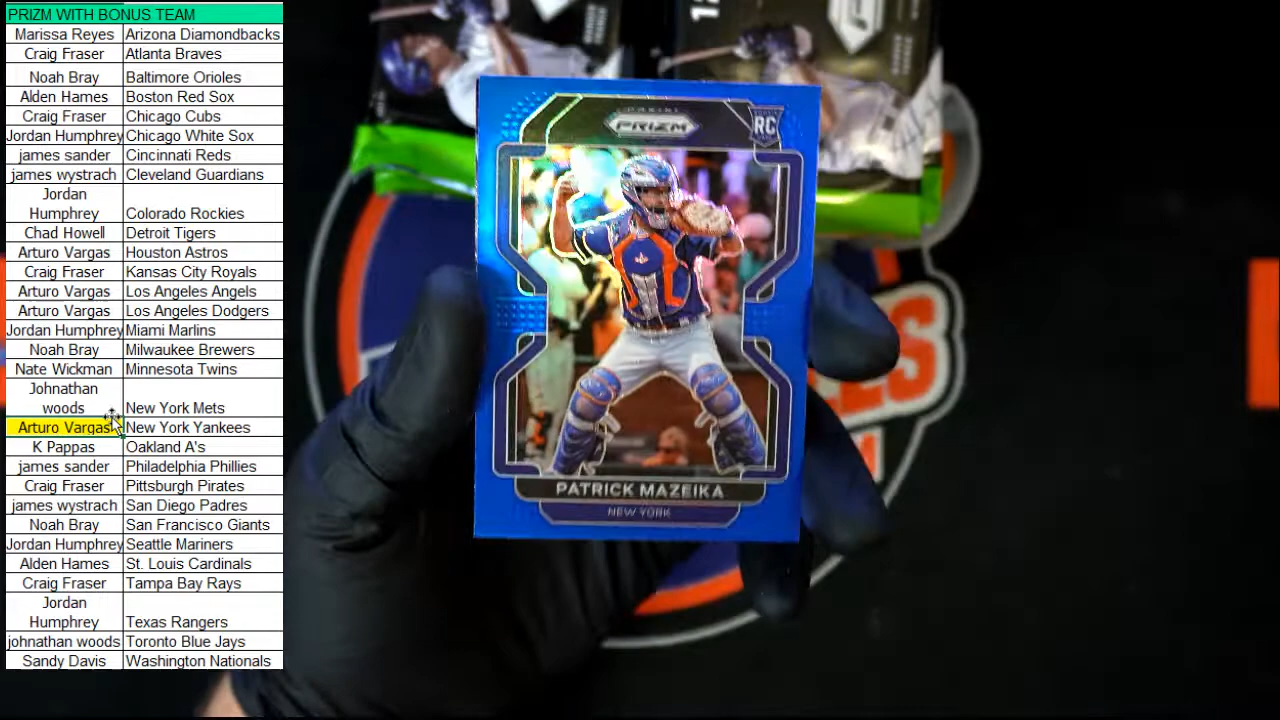 PRIZM WITH BONUS TEAM
Marissa Reyes Arizona Diamondbacks
Craig Fraser Atlanta Braves
Noah Bray Baltimore Orioles
Alden Hames Boston Red Sox
Craig Fraser Chicago Cubs
Jordan Humphrey Chicago White Sox
james sander Cincinnati Reds
james wystrach Cleveland Guardians
Jordan
Humphrey Colorado Rockies
Chad Howell Detroit Tigers
Arturo Vargas Houston Astros
Craig Fraser Kansas City Royals
Arturo Vargas Los Angeles Angels
Arturo Vargas Los Angeles Dodgers
Jordan Humphrey Miami Marlins
Noah Bray Milwaukee Brewers
Nate Wickman Minnesota Twins
Johnathan
woods New York Mets
Arturo Vargas New York Yankees
K Pappas Oakland A's
james sander Philadelphia Phillies
Craig Fraser Pittsburgh Pirates
james wystrach San Diego Padres
Noah Bray San Francisco Giants
Jordan Humphrey Seattle Mariners
Alden Hames St. Louis Cardinals
Craig Fraser Tampa Bay Rays
Jordan
Humphrey Texas Rangers
johnathan woods Toronto Blue Jays
Sandy Davis Washington Nationals
PANINI
PRIZM
RC
PATRICK MAZEIKA
NEW YORK